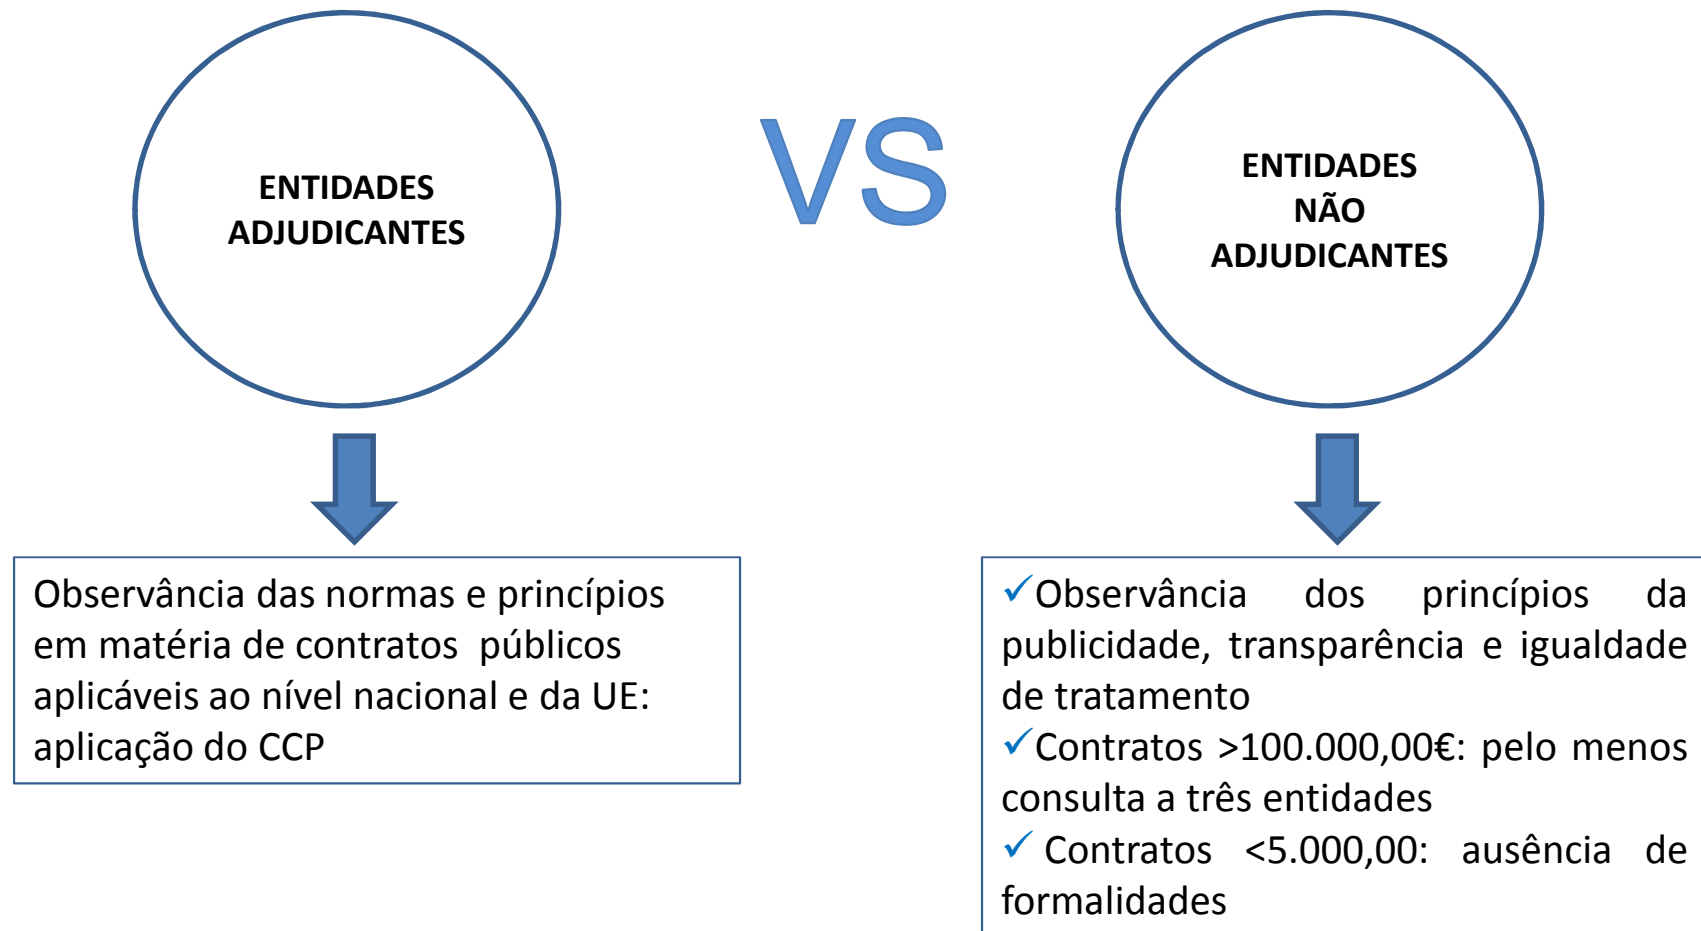 ENTIDADES
ADJUDICANTES
VS
ENTIDADES
NÃO
ADJUDICANTES
Observância das normas e princípios
em matéria de contratos públicos
aplicáveis ao nível nacional e da UE:
aplicação do CCP
✓Observância dos princípios da
publicidade, transparência e igualdade
de tratamento
✓Contratos >100.000,00€: pelo menos
consulta a três entidades
✓ Contratos <5.000,00: ausência de
formalidades